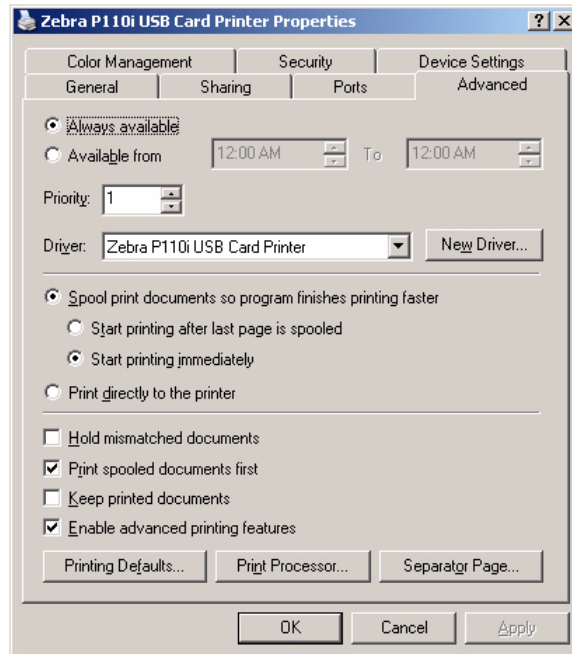 Zebra P110i USB Card Printer Properties
Color Management Security Device Settings
General Sharing Ports Advanced
Always available
Available from 12:00 AM To 12:00 AM
Priority: 1
Driver: Zebra P110i USB Card Printer New Driver...
Spool print documents so program finishes printing faster
Start printing after last page is spooled
Start printing immediately
Print directly to the printer
Hold mismatched documents
Print spooled documents first
Keep printed documents
Enable advanced printing features
Printing Defaults... Print Processor... Separator Page...
OK Cancel Apply